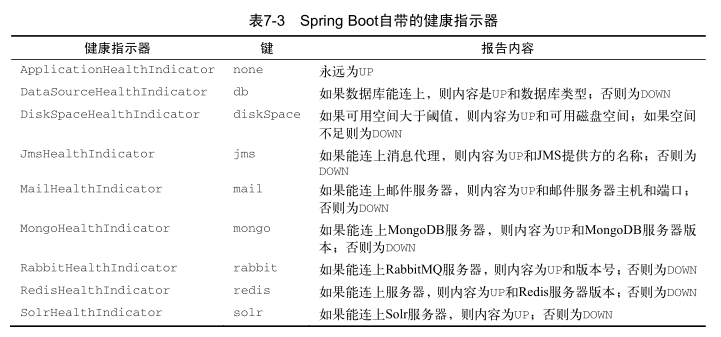 表7-3 Spring Boot自带的健康指示器
健康指示器 键 报告内容
ApplicationHealthIndicator none 永远为UP
DataSourceHealthIndicator db 如果数据库能连上，则内容是UP和数据库类型；否则为DOWN
DiskSpaceHealthIndicator diskSpace 如果可用空间大于阈值，则内容为UP和可用磁盘空间；如果空间
不足则为DOWN
JmsHealthIndicator jms 如果能连上消息代理，则内容为UP和JMS提供方的名称；否则为
DOWN
MailHealthIndicator mail 如果能连上邮件服务器，则内容为UP和邮件服务器主机和端口；
否则为DOWN
MongoHealthIndicator mongo 如果能连上MongoDB服务器，则内容为UP和MongoDB服务器版
本；否则为DOWN
RabbitHealthIndicator rabbit 如果能连上RabbitMQ服务器，则内容为UP和版本号；否则为DOWN
RedisHealthIndicator redis 如果能连上服务器，则内容为UP和Redis服务器版本；否则为DOWN
SolrHealthIndicator solr 如果能连上Solr服务器，则内容为UP；否则为DOWN